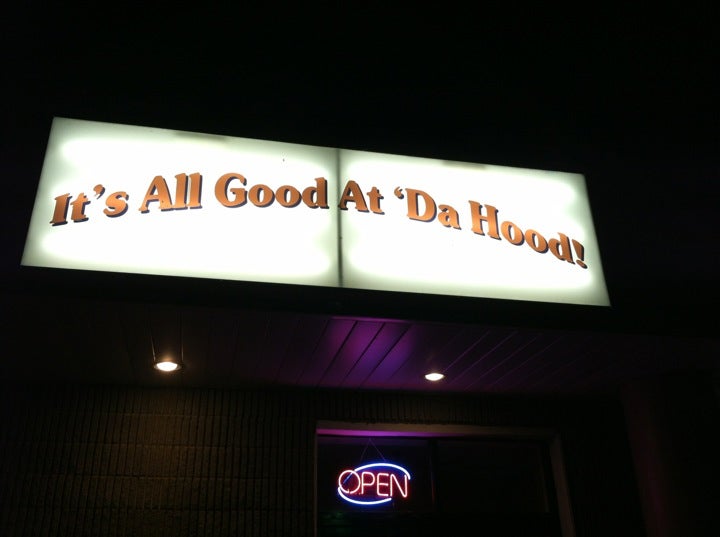 It's All Good At 'Da Hood!
OPEN